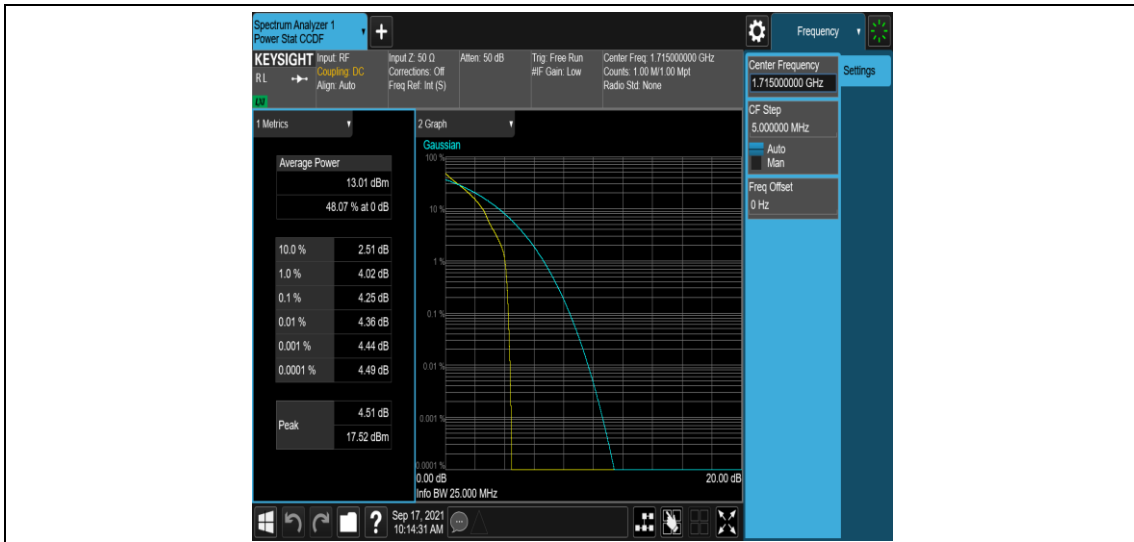 Spectrum Analyzer 1
Power Stat CCDF
+
Frequency
KEYSIGHT
RL
LXI
Input: RF
Coupling: DC
Align: Auto
Input Z: 50 Ω
Corrections: Off
Freq Ref: Int (S)
Atten: 50 dB
Trig: Free Run
#IF Gain: Low
Center Freq: 1.715000000 GHz
Counts: 1.00 M/1.00 Mpt
Radio Std: None
Center Frequency
1.715000000 GHz
Settings
CF Step
5.000000 MHz
Auto
Man
Freq Offset
0 Hz
1 Metrics
Average Power
13.01 dBm
48.07 % at 0 dB
10.0 % 2.51 dB
1.0 % 4.02 dB
0.1 % 4.25 dB
0.01 % 4.36 dB
0.001 % 4.44 dB
0.0001 % 4.49 dB
Peak
4.51 dB
17.52 dBm
2 Graph
Gaussian
100 %
10 %
1 %
0.1 %
0.01 %
0.001 %
0.0001 %
0.00 dB 20.00 dB
Info BW 25.000 MHz
?
Sep 17, 2021
10:14:31 AM